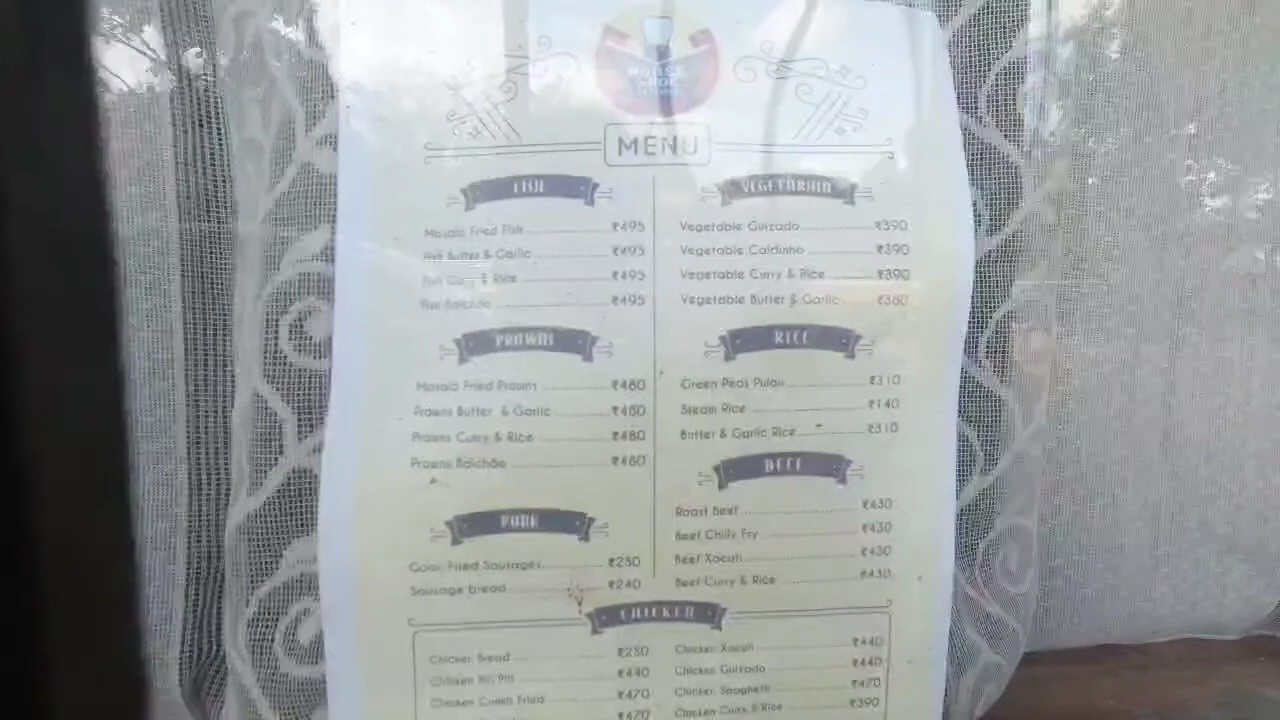 MENU
FISH
Masala Fried Fish ₹495
Fish Butter & Garlic ₹495
Fish Curry & Rice ₹495
Fish Balchão ₹495
PRAWNS
Masala Fried Prawns ₹480
Prawns Butter & Garlic ₹480
Prawns Curry & Rice ₹480
Prawns Balchão ₹480
PORK
Goan Fried Sausages ₹250
Sausage bread ₹240
VEGETARIAN
Vegetable Guizado ₹390
Vegetable Caldinho ₹390
Vegetable Curry & Rice ₹390
Vegetable Butter & Garlic ₹360
RICE
Green Peas Pulau ₹310
Steam Rice ₹140
Butter & Garlic Rice ₹310
BEEF
Roast Beef ₹430
Beef Chilly Fry ₹430
Beef Xacuti ₹430
Beef Curry & Rice ₹430
CHICKEN
Chicken Bread ₹250
Chicken ₹440
Chicken Fried ₹470
₹470
Chicken Xacuti ₹440
Chicken Guizado ₹440
Chicken Spaghetti ₹470
Chicken Curry & Rice ₹390